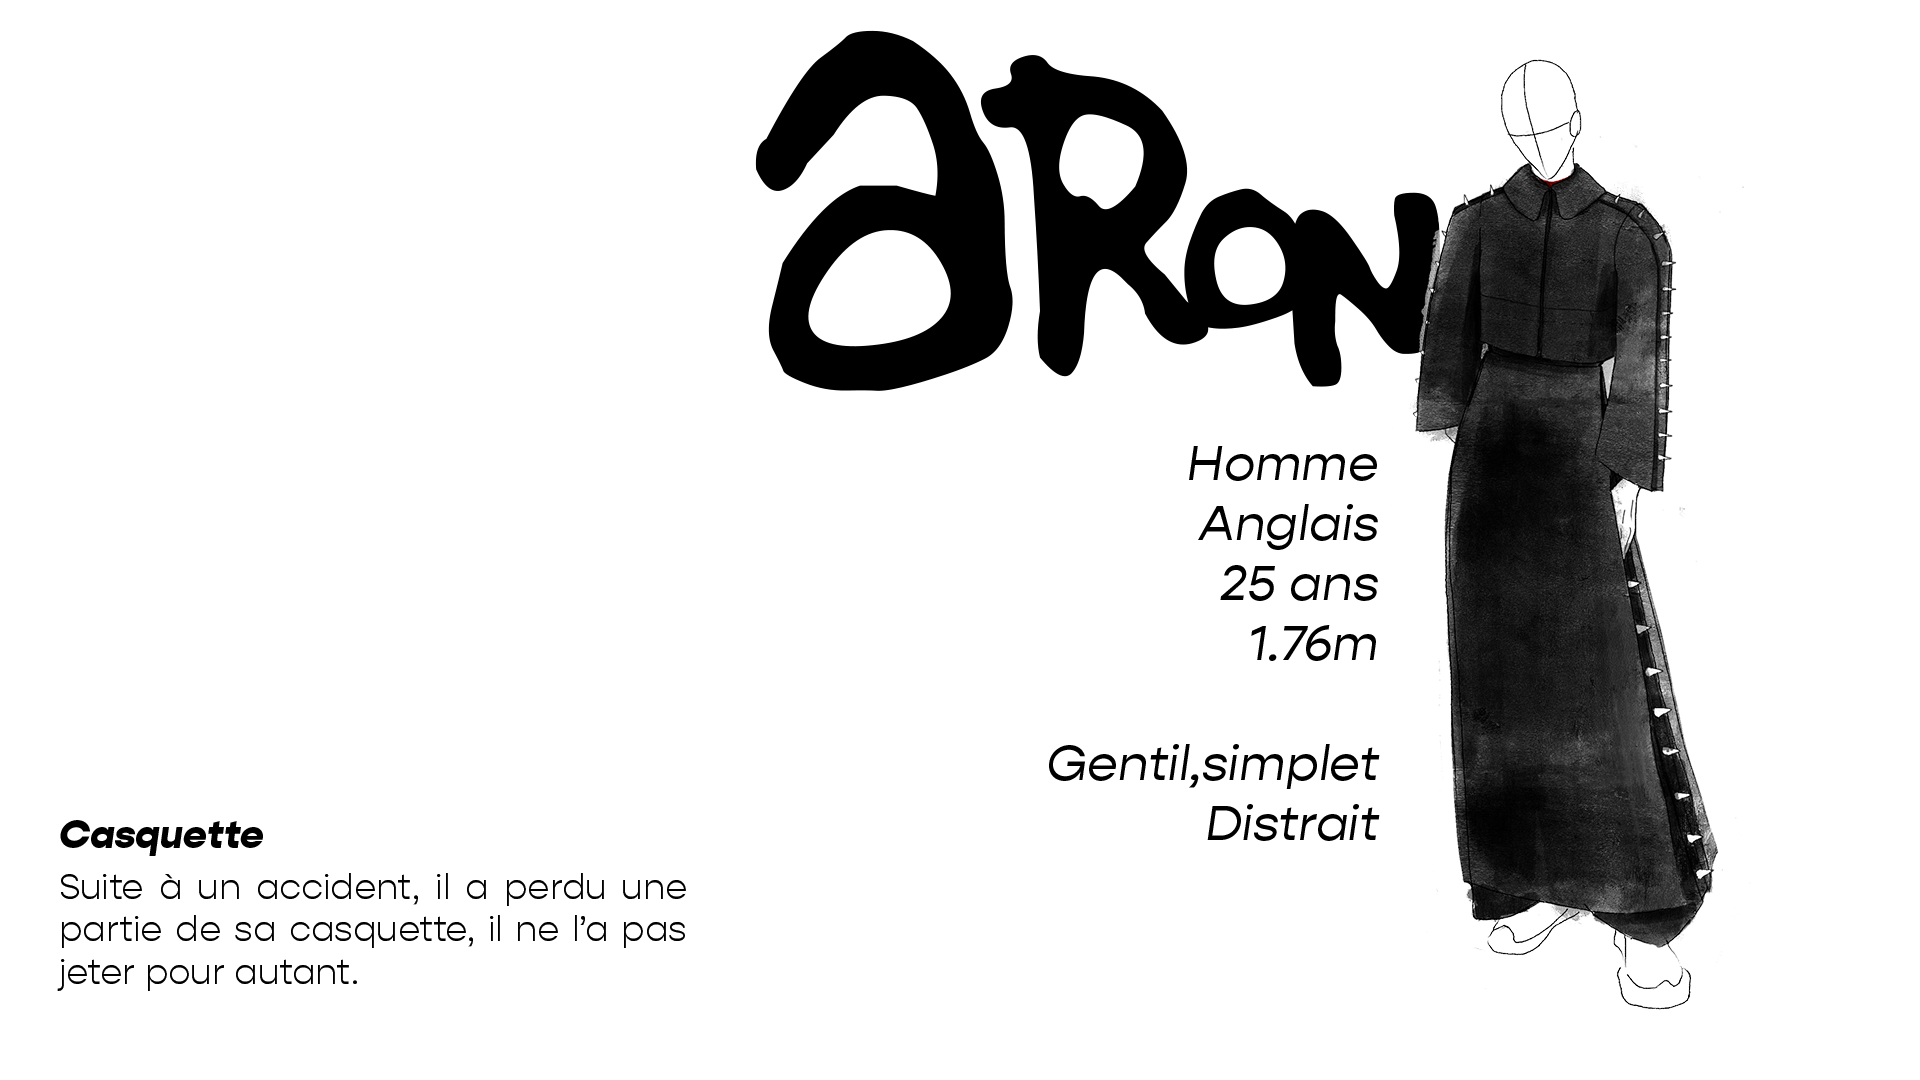 aRon
Homme
Anglais
25 ans
1.76m
Gentil,simplet
Distrait
Casquette
Suite à un accident, il a perdu une
partie de sa casquette, il ne l’a pas
jeter pour autant.